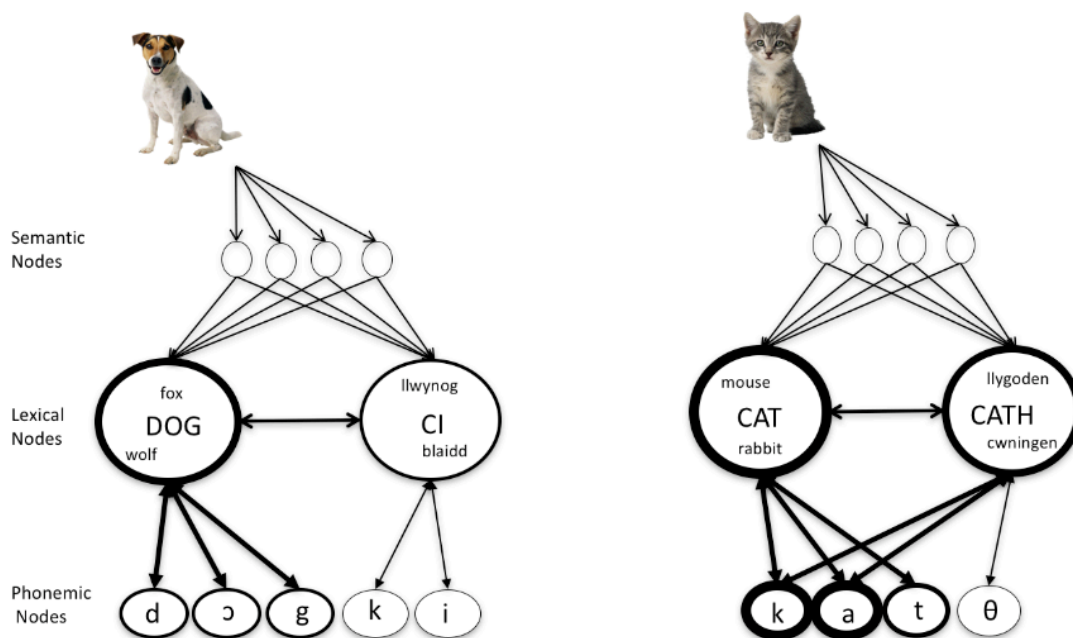 Semantic
Nodes
Lexical
Nodes
fox
DOG
wolf
llwynog
CI
blaidd
mouse
CAT
rabbit
llygoden
CATH
cwningen
Phonemic
Nodes
d ɔ g k i
k a t θ